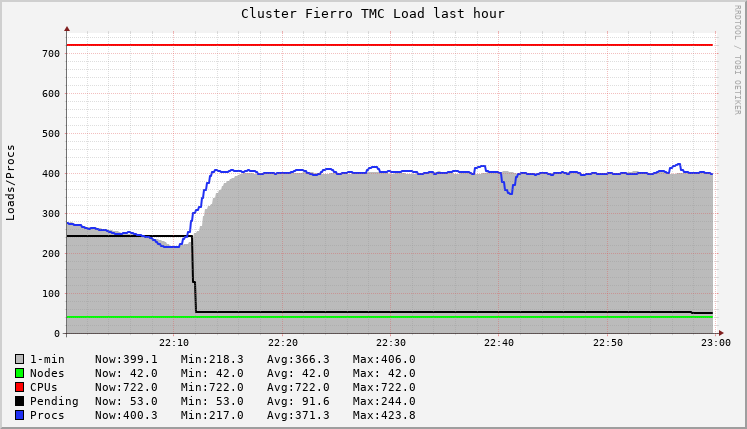 Cluster Fierro TMC Load last hour
RRDTOOL / TOBI OETIKER
Loads/Procs
700
600
500
400
300
200
100
0
22:10 22:20 22:30 22:40 22:50 23:00
1-min Now:399.1 Min:218.3 Avg:366.3 Max:406.0
Nodes Now: 42.0 Min: 42.0 Avg: 42.0 Max: 42.0
CPUs Now:722.0 Min:722.0 Avg:722.0 Max:722.0
Pending Now: 53.0 Min: 53.0 Avg: 91.6 Max:244.0
Procs Now:400.3 Min:217.0 Avg:371.3 Max:423.8